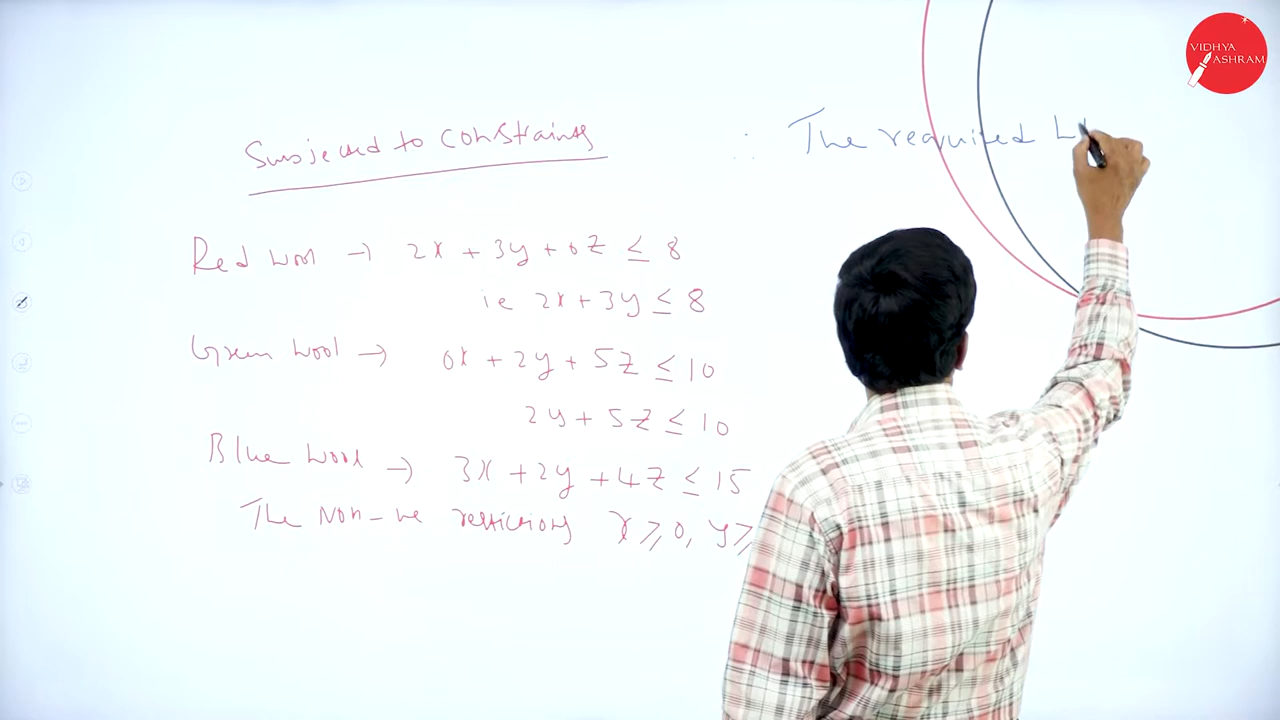 Subjected to constraints
Red wool → 2x + 3y + 0z ≤ 8
ie 2x + 3y ≤ 8
Green wool → 0x + 2y + 5z ≤ 10
2y + 5z ≤ 10
Blue wool → 3x + 2y + 4z ≤ 15
The Non-ve restrictions x ≥ 0, y ≥
∴ The required L
VIDHYA
ASHRAM